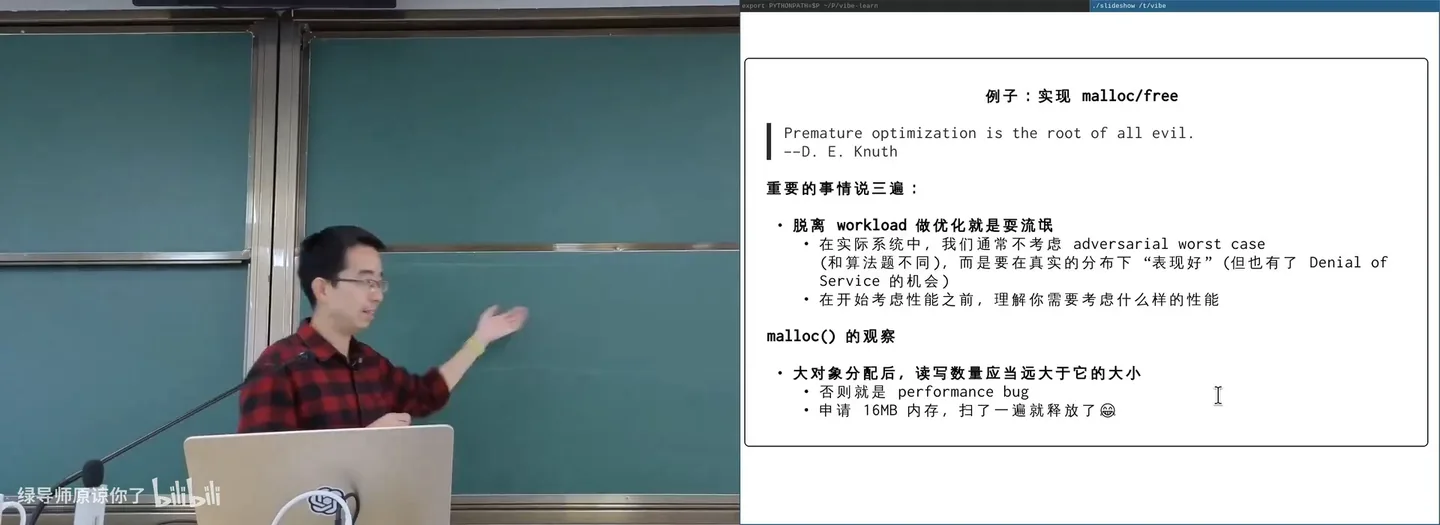 export PYTHONPATH=$P ~/P/vibe-learn
./slideshow /t/vibe
例子：实现 malloc/free
Premature optimization is the root of all evil.
--D. E. Knuth
重要的事情说三遍：
• 脱离 workload 做优化就是耍流氓
• 在实际系统中，我们通常不考虑 adversarial worst case
(和算法题不同)，而是要在真实的分布下 “表现好” (但也有了 Denial of
Service 的机会)
• 在开始考虑性能之前，理解你需要考虑什么样的性能
malloc() 的观察
• 大对象分配后，读写数量应当远大于它的大小
• 否则就是 performance bug
• 申请 16MB 内存，扫了一遍就释放了😁
绿导师原谅你了 bilibili